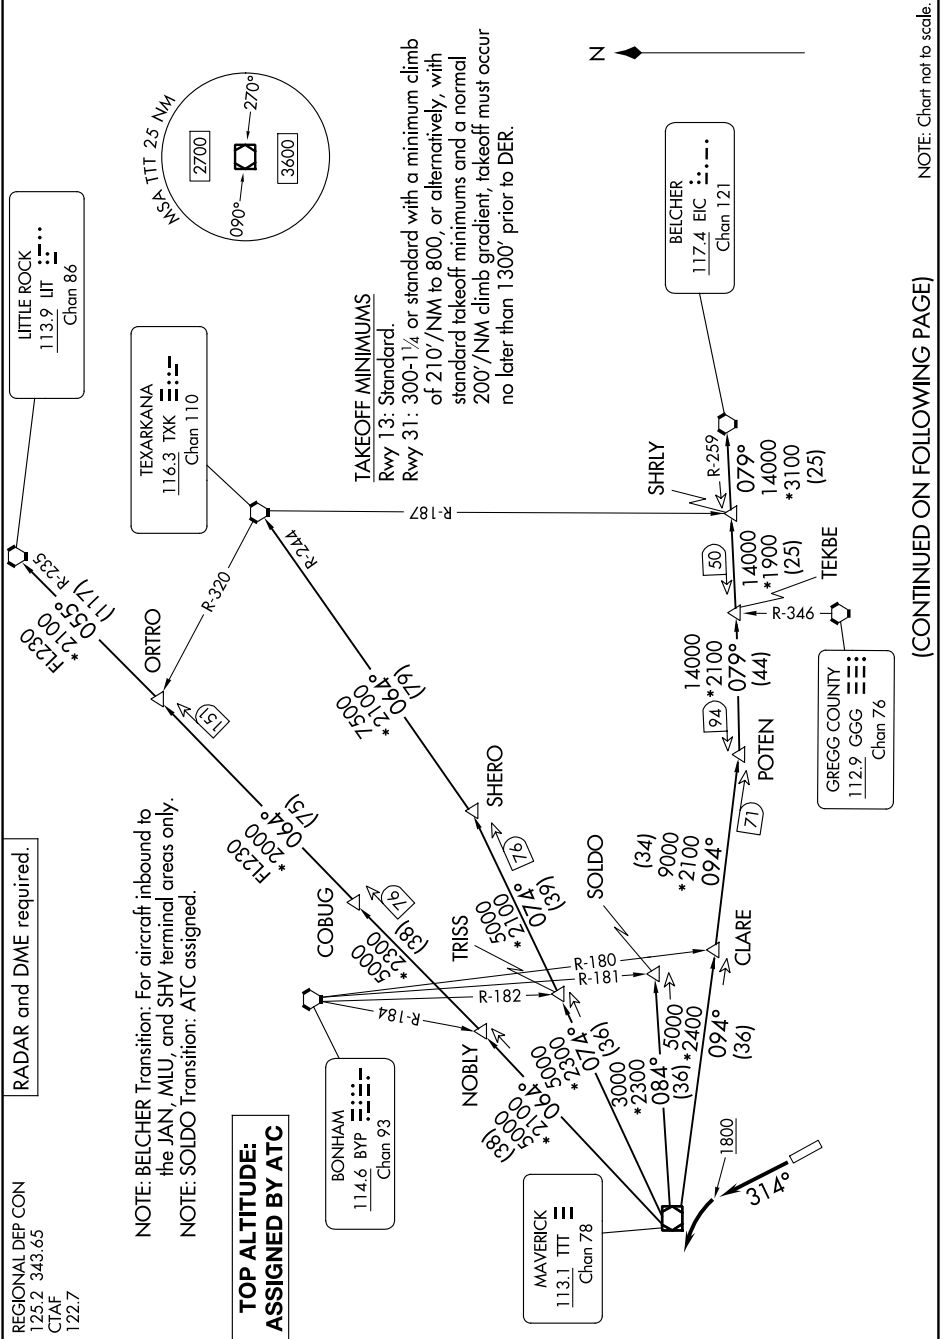 REGIONAL DEP CON
125.2 343.65
CTAF
122.7
RADAR and DME required.
NOTE: BELCHER Transition: For aircraft inbound to
the JAN, MLU, and SHV terminal areas only.
NOTE: SOLDO Transition: ATC assigned.
TOP ALTITUDE:
ASSIGNED BY ATC
LITTLE ROCK
113.9 LIT
Chan 86
R-235
FL230
*2100
055°
(117)
ORTRO
151
R-320
TEXARKANA
116.3 TXK
Chan 110
R-244
R-187
MSA TTT 25 NM
2700
090°
270°
3600
TAKEOFF MINIMUMS
Rwy 13: Standard.
Rwy 31: 300-1¼ or standard with a minimum climb
of 210'/NM to 800, or alternatively, with
standard takeoff minimums and a normal
200'/NM climb gradient, takeoff must occur
no later than 1300' prior to DER.
N
FL230
*2000
064°
(75)
COBUG
76
5000
*2300
(38)
7500
*2100
064°
(79)
SHERO
76
5000
*2100
074°
(39)
TRISS
BONHAM
114.6 BYP
Chan 93
R-184
R-182
R-181
R-180
NOBLY
(38)
5000
*2100
064°
5000
*2300
074°
(36)
SOLDO
3000
*2300
084°
(36)
5000
*2400
094°
(36)
CLARE
(34)
9000
*2100
094°
71
POTEN
94
14000
*2100
079°
(44)
TEKBE
R-346
GREGG COUNTY
112.9 GGG
Chan 76
50
14000
*1900
(25)
SHRLY
R-259
079°
14000
*3100
(25)
BELCHER
117.4 EIC
Chan 121
MAVERICK
113.1 TTT
Chan 78
1800
314°
(CONTINUED ON FOLLOWING PAGE)
NOTE: Chart not to scale.